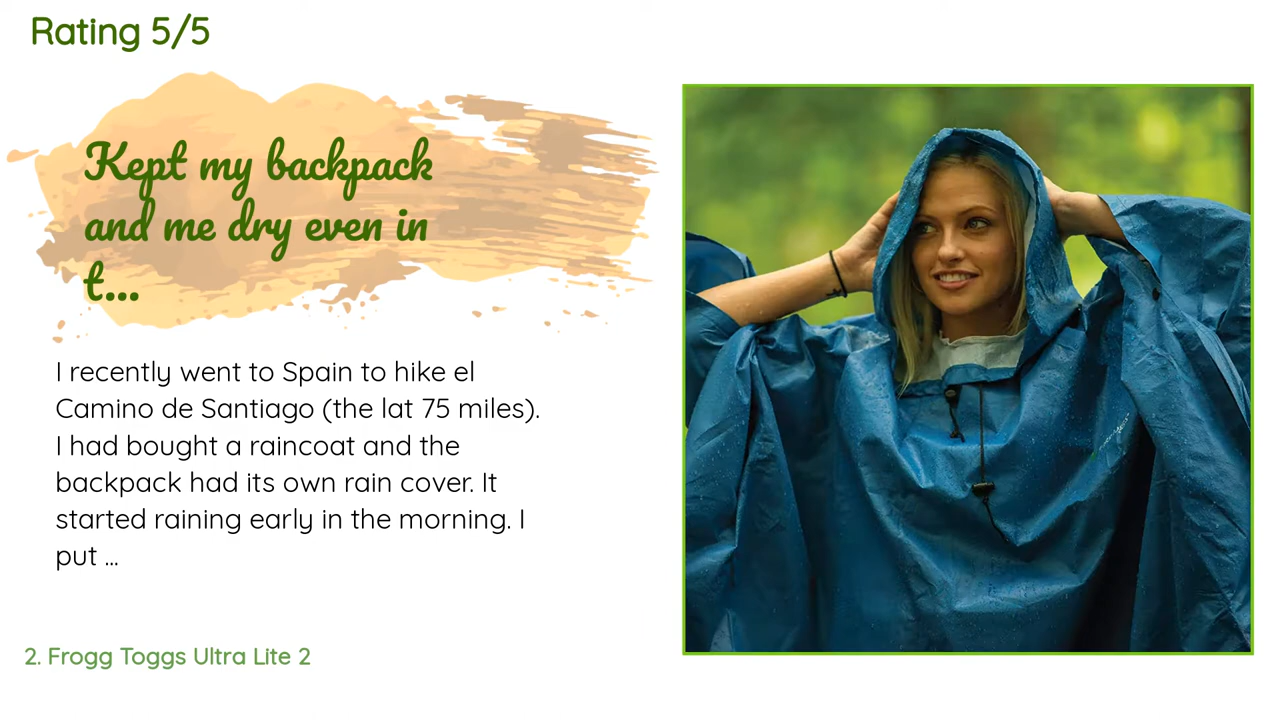 Rating 5/5
Kept my backpack
and me dry even in
t...
I recently went to Spain to hike el
Camino de Santiago (the lat 75 miles).
I had bought a raincoat and the
backpack had its own rain cover. It
started raining early in the morning. I
put ...
2. Frogg Toggs Ultra Lite 2